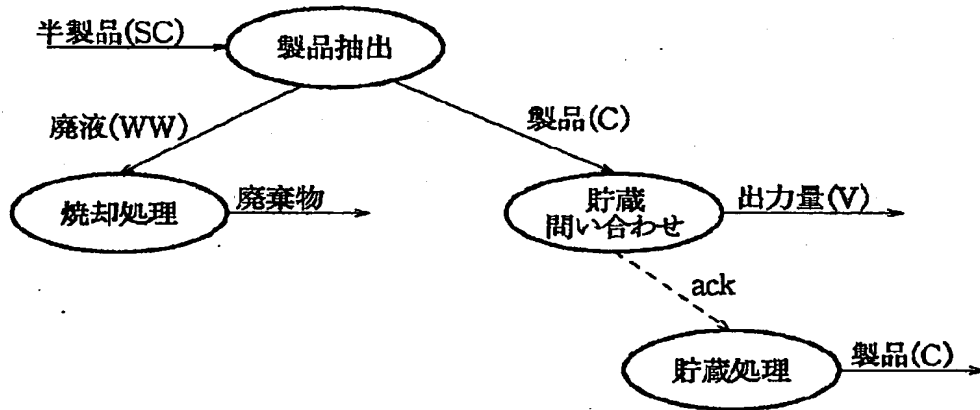 半製品(SC)
製品抽出
廃液(WW)
製品(C)
焼却処理
廃棄物
貯蔵
問い合わせ
出力量(V)
ack
貯蔵処理
製品(C)